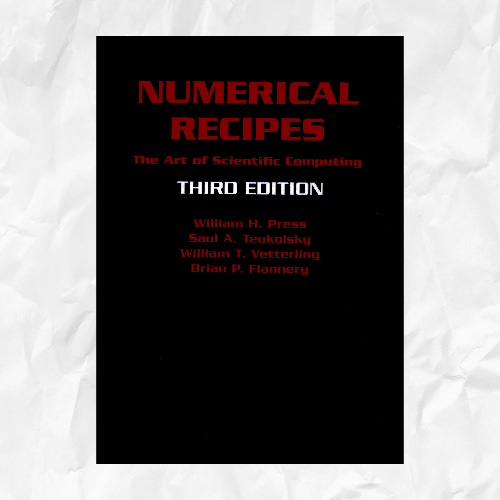 NUMERICAL
RECIPES
The Art of Scientific Computing
THIRD EDITION
William H. Press
Saul A. Teukolsky
William T. Vetterling
Brian P. Flannery